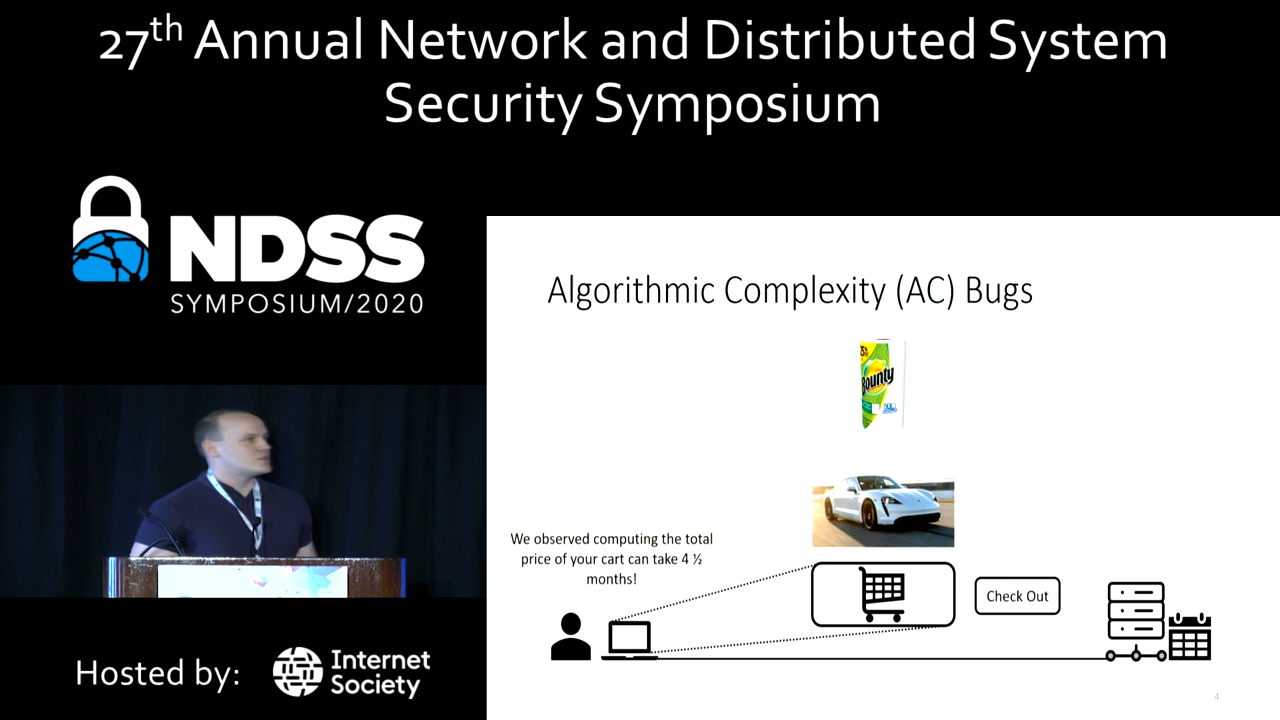 27th Annual Network and Distributed System
Security Symposium
NDSS
SYMPOSIUM/2020
Algorithmic Complexity (AC) Bugs
Bounty
We observed computing the total
price of your cart can take 4 ½
months!
Check Out
Hosted by:
Internet
Society
4